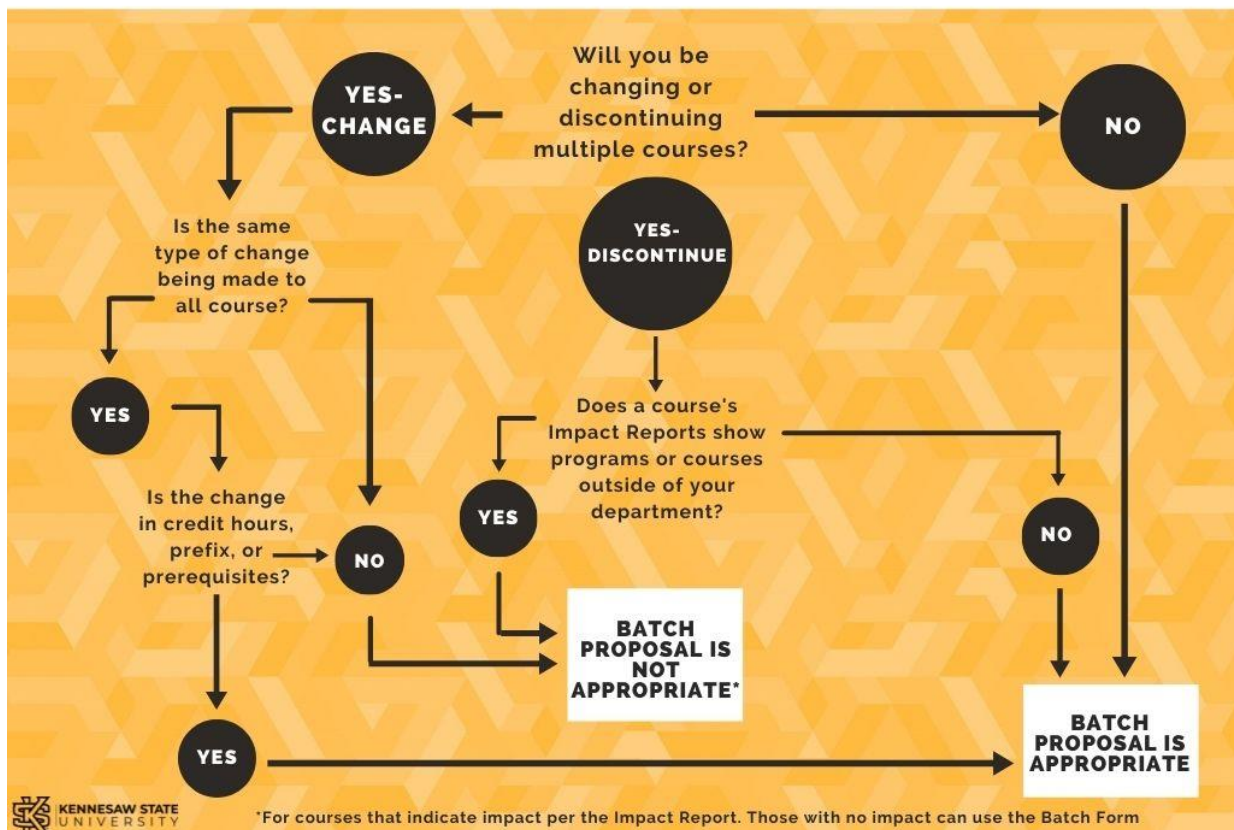 Will you be
changing or
discontinuing
multiple courses?
YES-
CHANGE
NO
Is the same
type of change
being made to
all course?
YES-
DISCONTINUE
YES
Does a course's
Impact Reports show
programs or courses
outside of your
department?
Is the change
in credit hours,
prefix, or
prerequisites?
NO
YES
NO
BATCH
PROPOSAL IS
NOT
APPROPRIATE*
YES
BATCH
PROPOSAL IS
APPROPRIATE
KENNESAW STATE
UNIVERSITY
*For courses that indicate impact per the Impact Report. Those with no impact can use the Batch Form